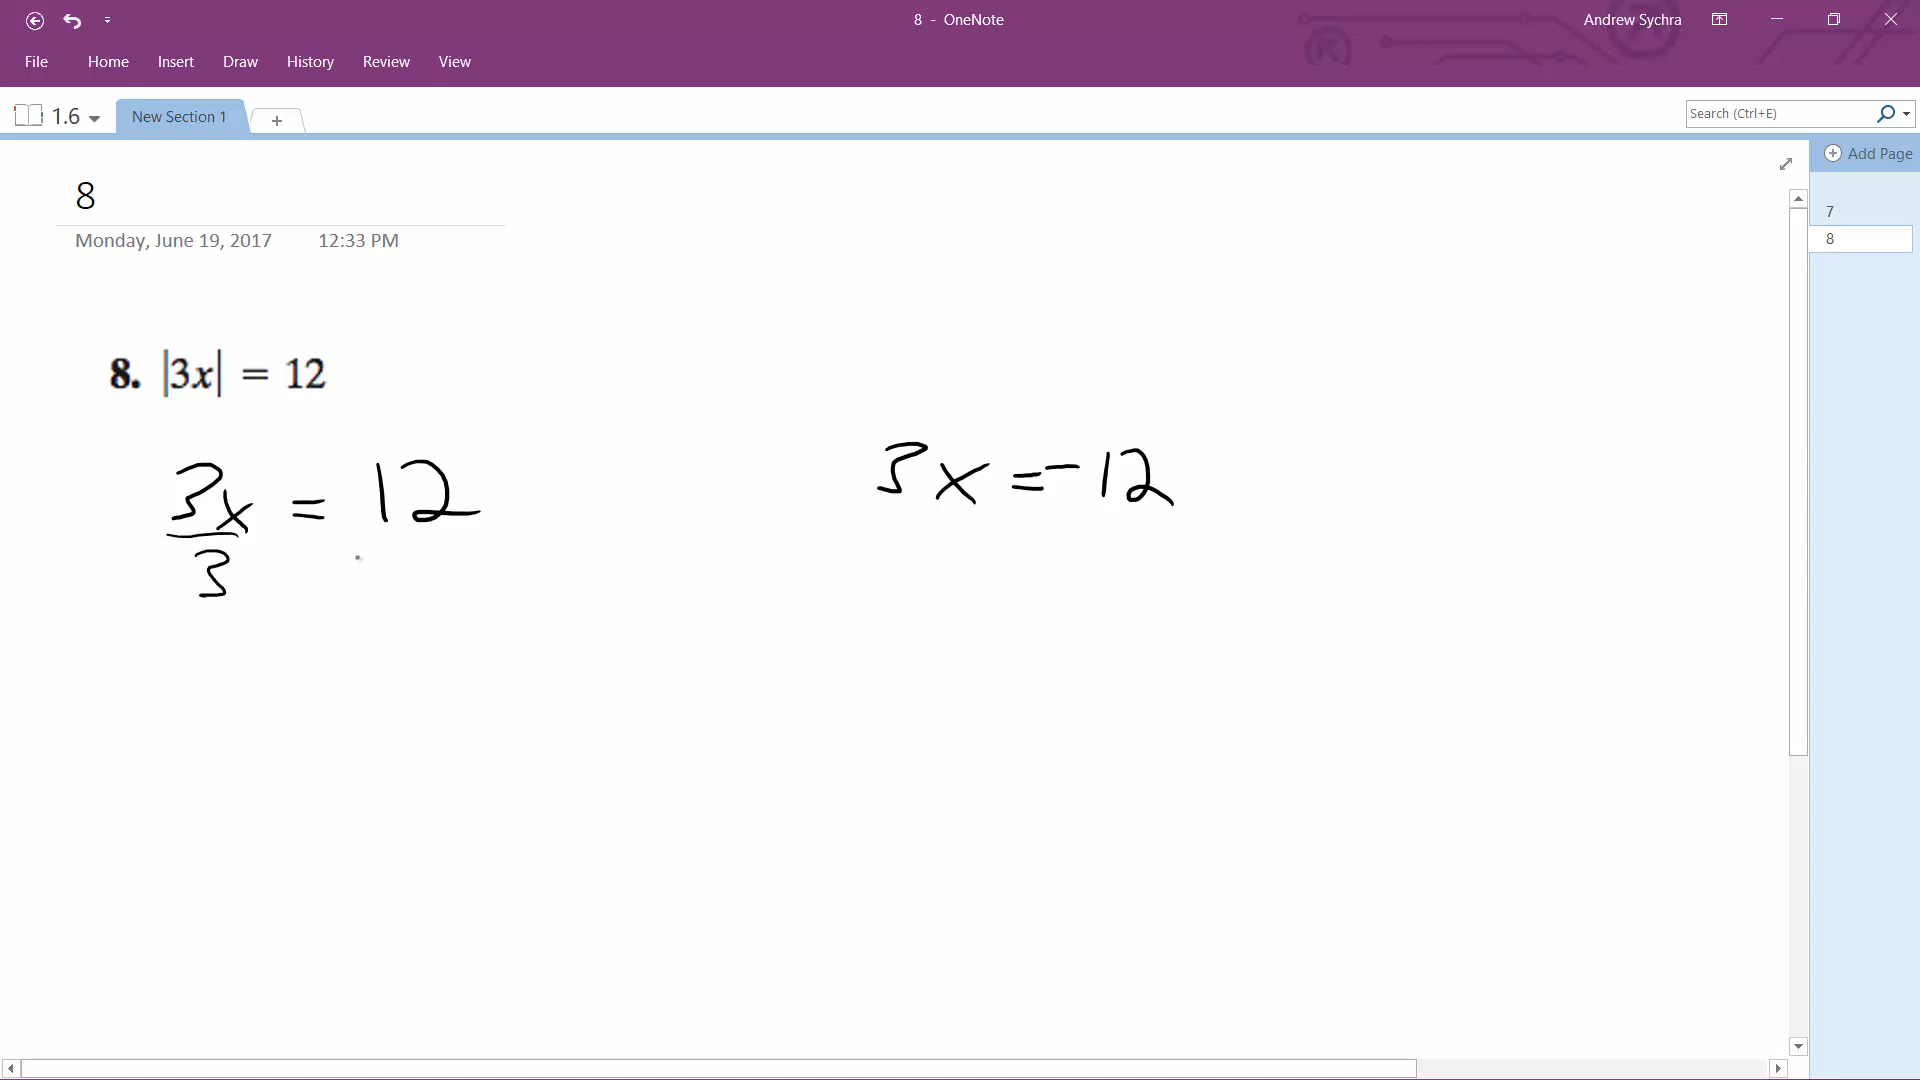 8 - OneNote
Andrew Sychra
File Home Insert Draw History Review View
1.6
New Section 1
+
Search (Ctrl+E)
Add Page
7
8
8
Monday, June 19, 2017 12:33 PM
8. |3x| = 12
3x = 12
3
3x = -12